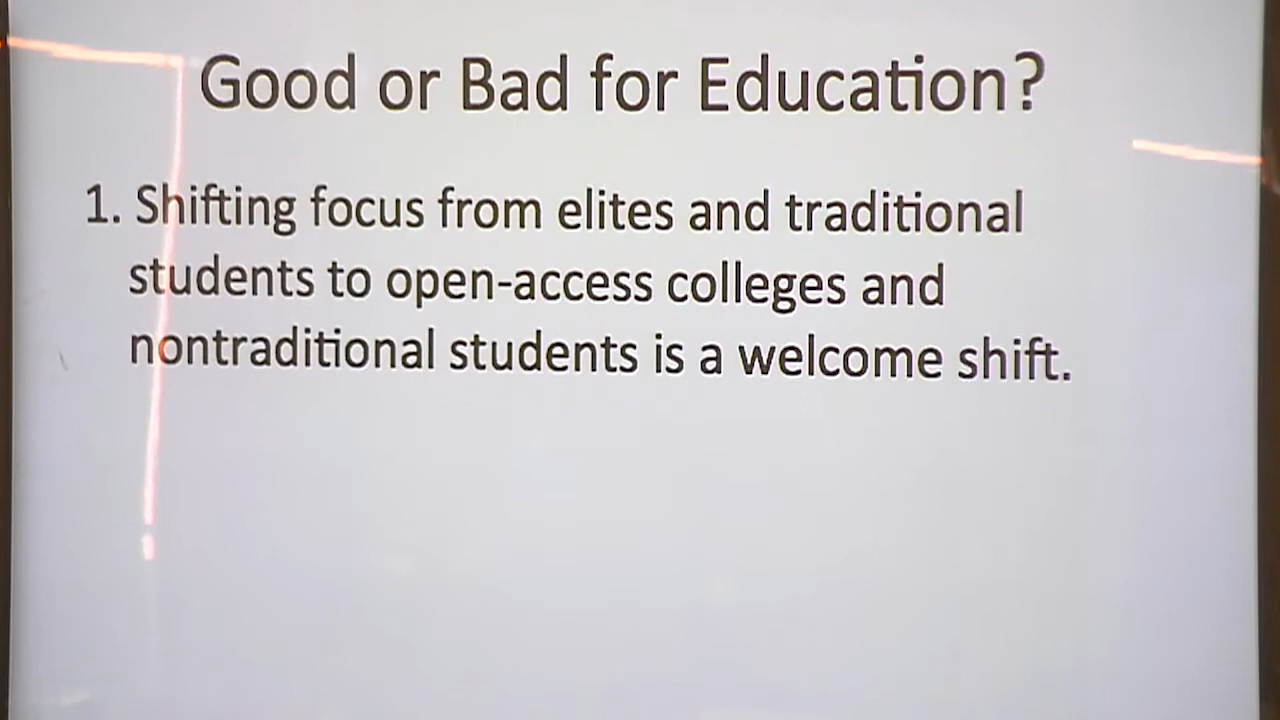 Good or Bad for Education?
1. Shifting focus from elites and traditional
students to open-access colleges and
nontraditional students is a welcome shift.